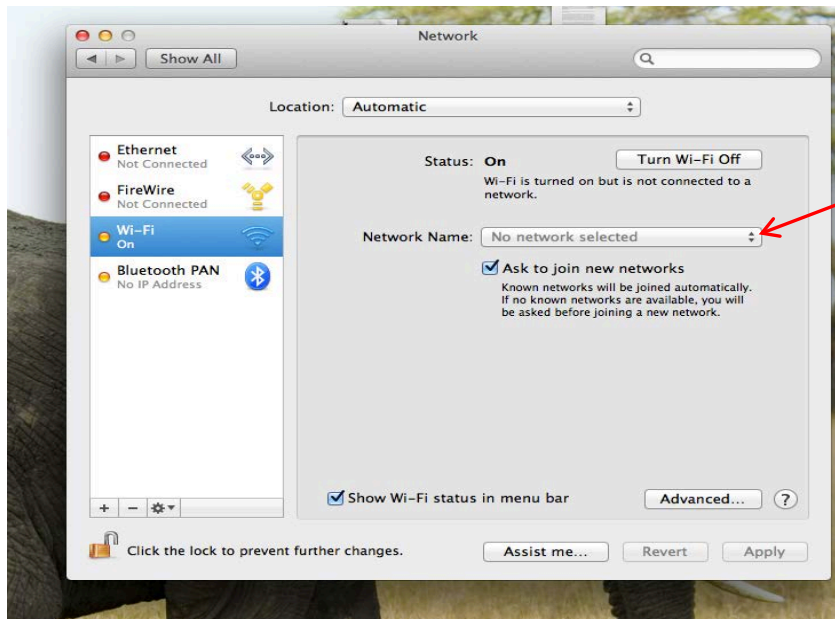 Network
Show All
Location: Automatic
Ethernet
Not Connected
FireWire
Not Connected
Wi-Fi
On
Bluetooth PAN
No IP Address
Status: On
Turn Wi-Fi Off
Wi-Fi is turned on but is not connected to a
network.
Network Name: No network selected
Ask to join new networks
Known networks will be joined automatically.
If no known networks are available, you will
be asked before joining a new network.
Show Wi-Fi status in menu bar
Advanced... ?
Click the lock to prevent further changes.
Assist me... Revert Apply